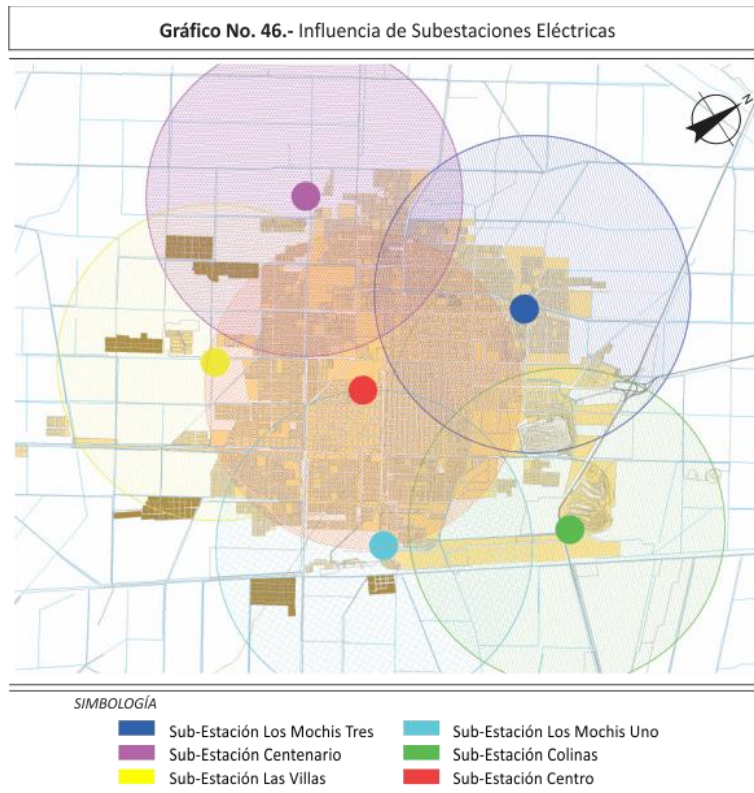 Gráfico No. 46.- Influencia de Subestaciones Eléctricas
N
SIMBOLOGÍA
Sub-Estación Los Mochis Tres
Sub-Estación Los Mochis Uno
Sub-Estación Centenario
Sub-Estación Colinas
Sub-Estación Las Villas
Sub-Estación Centro